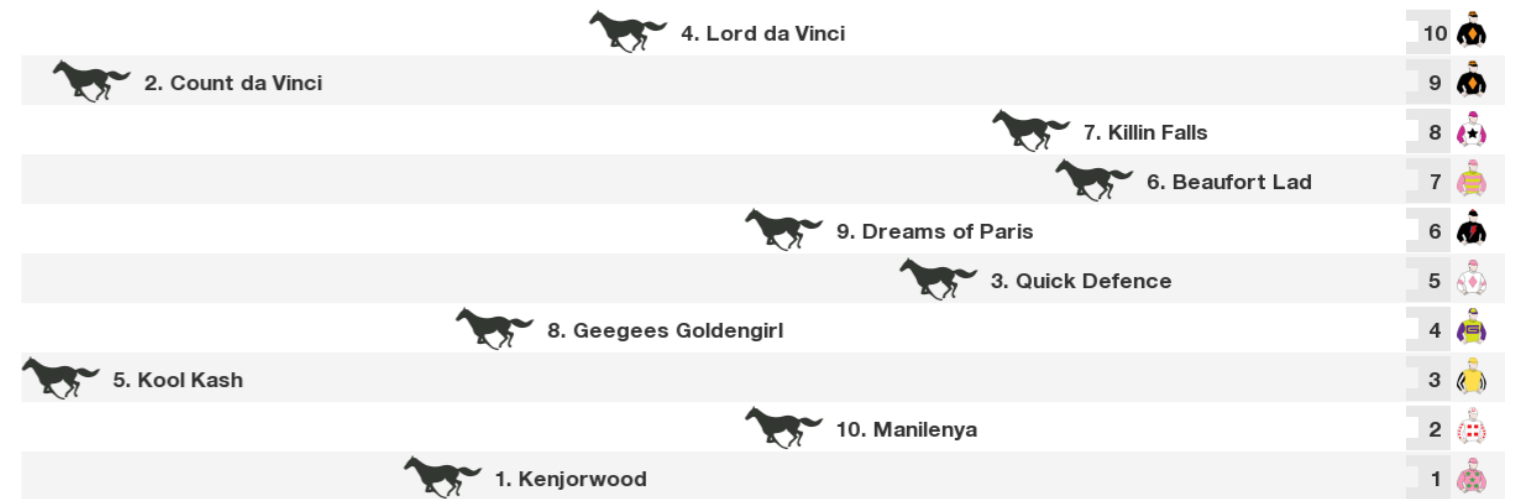 4. Lord da Vinci 10
2. Count da Vinci 9
7. Killin Falls 8
6. Beaufort Lad 7
9. Dreams of Paris 6
3. Quick Defence 5
8. Geegees Goldengirl 4
G
5. Kool Kash 3
10. Manilenya 2
1. Kenjorwood 1